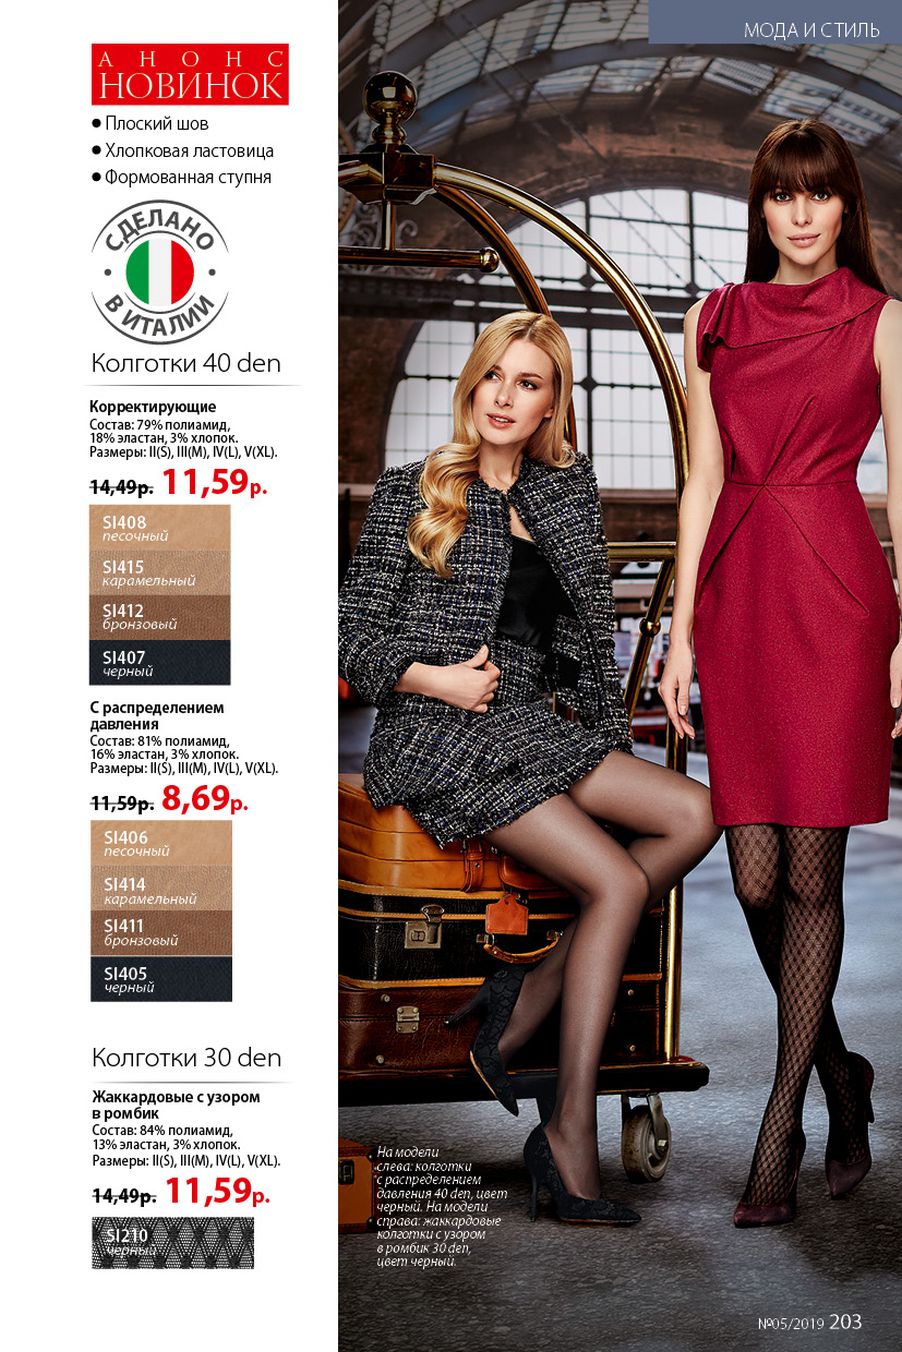 МОДА И СТИЛЬ
АНОНС
НОВИНОК
● Плоский шов
● Хлопковая ластовица
● Формованная ступня
СДЕЛАНО
В ИТАЛИИ
Колготки 40 den
Корректирующие
Состав: 79% полиамид,
18% эластан, 3% хлопок.
Размеры: II(S), III(M), IV(L), V(XL).
14,49р. 11,59р.
SI408
песочный
SI415
карамельный
SI412
бронзовый
SI407
черный
С распределением
давления
Состав: 81% полиамид,
16% эластан, 3% хлопок.
Размеры: II(S), III(M), IV(L), V(XL).
11,59р. 8,69р.
SI406
песочный
SI414
карамельный
SI411
бронзовый
SI405
черный
Колготки 30 den
Жаккардовые с узором
в ромбик
Состав: 84% полиамид,
13% эластан, 3% хлопок.
Размеры: II(S), III(M), IV(L), V(XL).
14,49р. 11,59р.
SI210
черный
На модели
слева: колготки
с распределением
давления 40 den, цвет
черный. На модели
справа: жаккардовые
колготки с узором
в ромбик 30 den,
цвет черный.
№05/2019 203